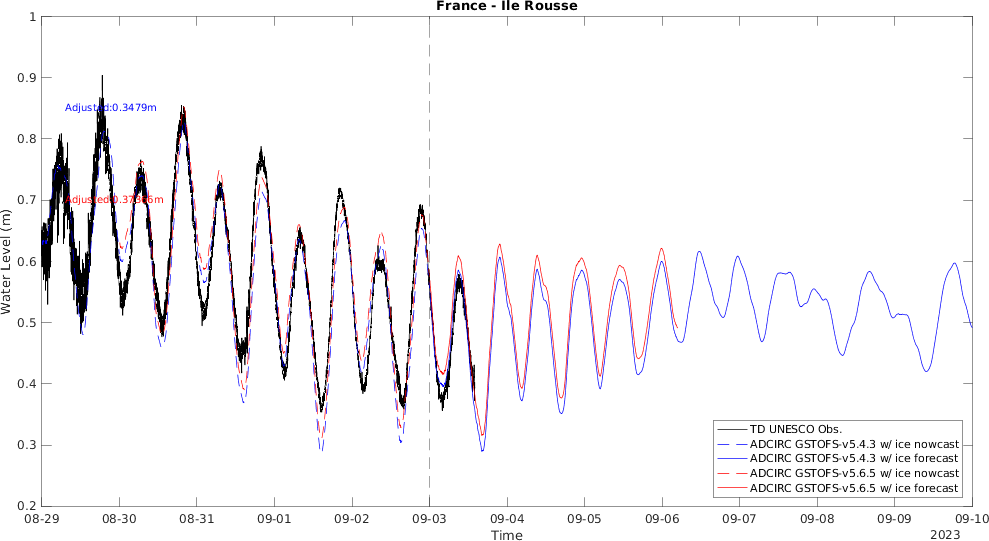 France - Ile Rousse
1
0.9
0.8
0.7
0.6
0.5
0.4
0.3
0.2
Water Level (m)
Adjusted:0.3479m
Adjusted:0.37366m
TD UNESCO Obs.
ADCIRC GSTOFS-v5.4.3 w/ ice nowcast
ADCIRC GSTOFS-v5.4.3 w/ ice forecast
ADCIRC GSTOFS-v5.6.5 w/ ice nowcast
ADCIRC GSTOFS-v5.6.5 w/ ice forecast
08-29 08-30 08-31 09-01 09-02 09-03 09-04 09-05 09-06 09-07 09-08 09-09 09-10
Time
2023